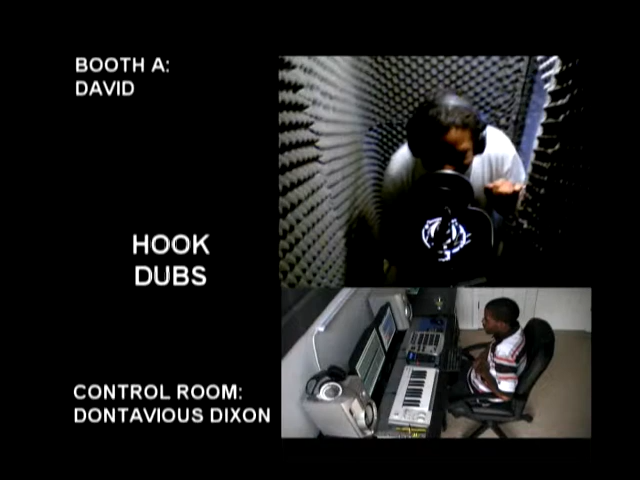 BOOTH A:
DAVID
HOOK
DUBS
CONTROL ROOM:
DONTAVIOUS DIXON